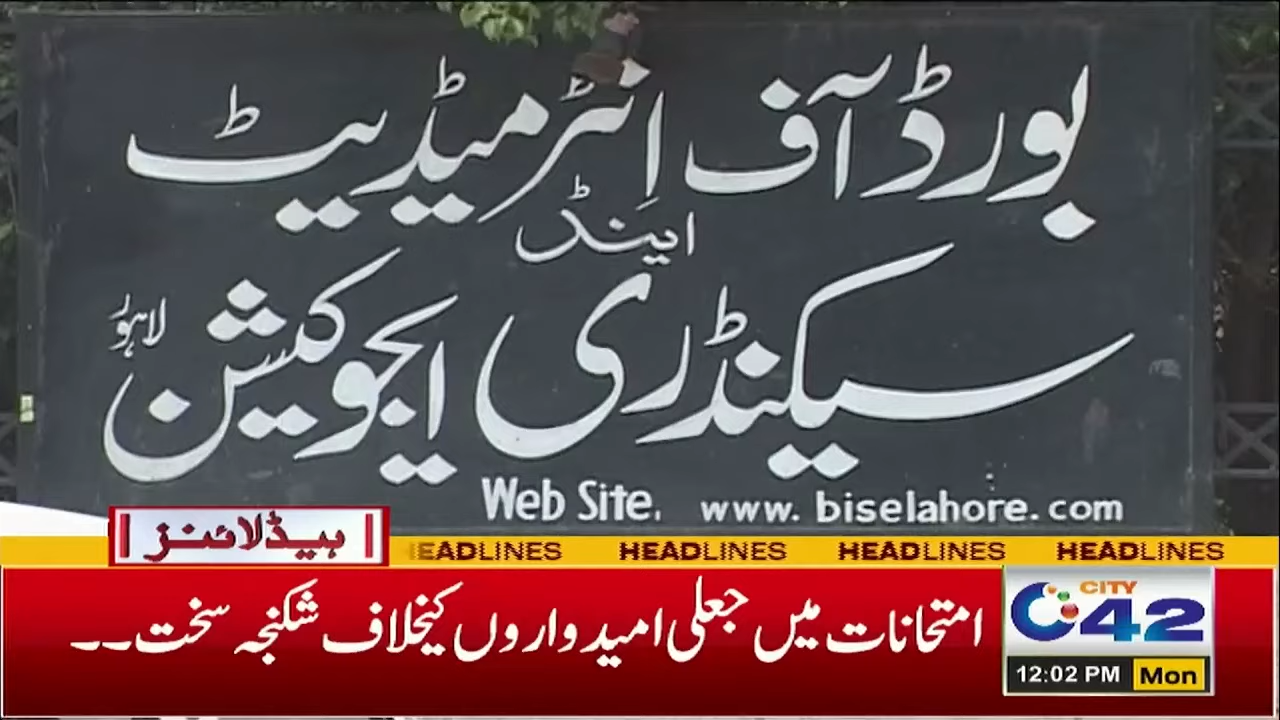 بورڈ آف انٹرمیڈیٹ
اینڈ
سیکنڈری ایجوکیشن لاہور
Web Site. www.biselahore.com
ہیڈلائنز
EADLINES HEADLINES HEADLINES HEADLINES
امتحانات میں جعلی امیدواروں کیخلاف شکنجہ سخت۔۔
CITY
42
12:02 PM Mon